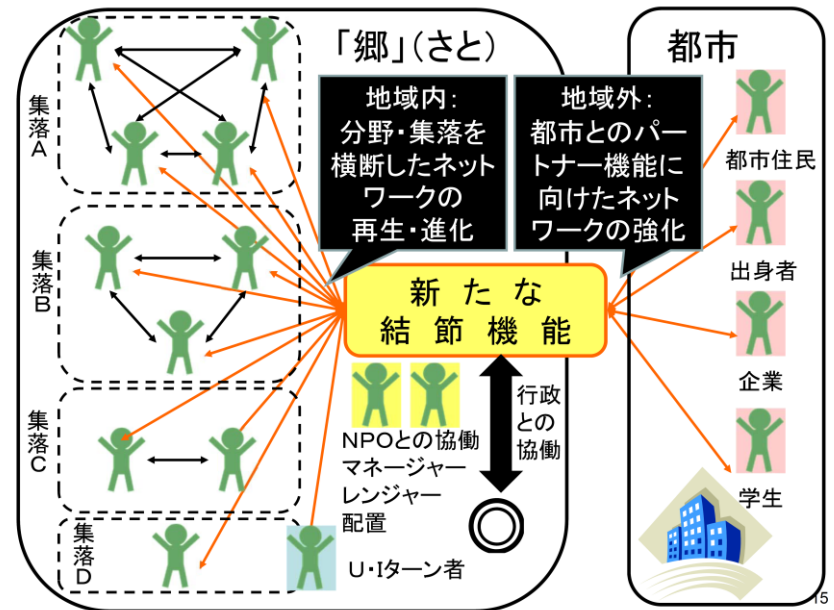 「郷」(さと)
都市
集落A
集落B
集落C
集落D
地域内:
分野・集落を
横断したネット
ワークの
再生・進化
地域外:
都市とのパー
トナー機能に
向けたネット
ワークの強化
新たな
結節機能
NPOとの協働
マネージャー
レンジャー
配置
行政
との
協働
U・Iターン者
都市住民
出身者
企業
学生
15